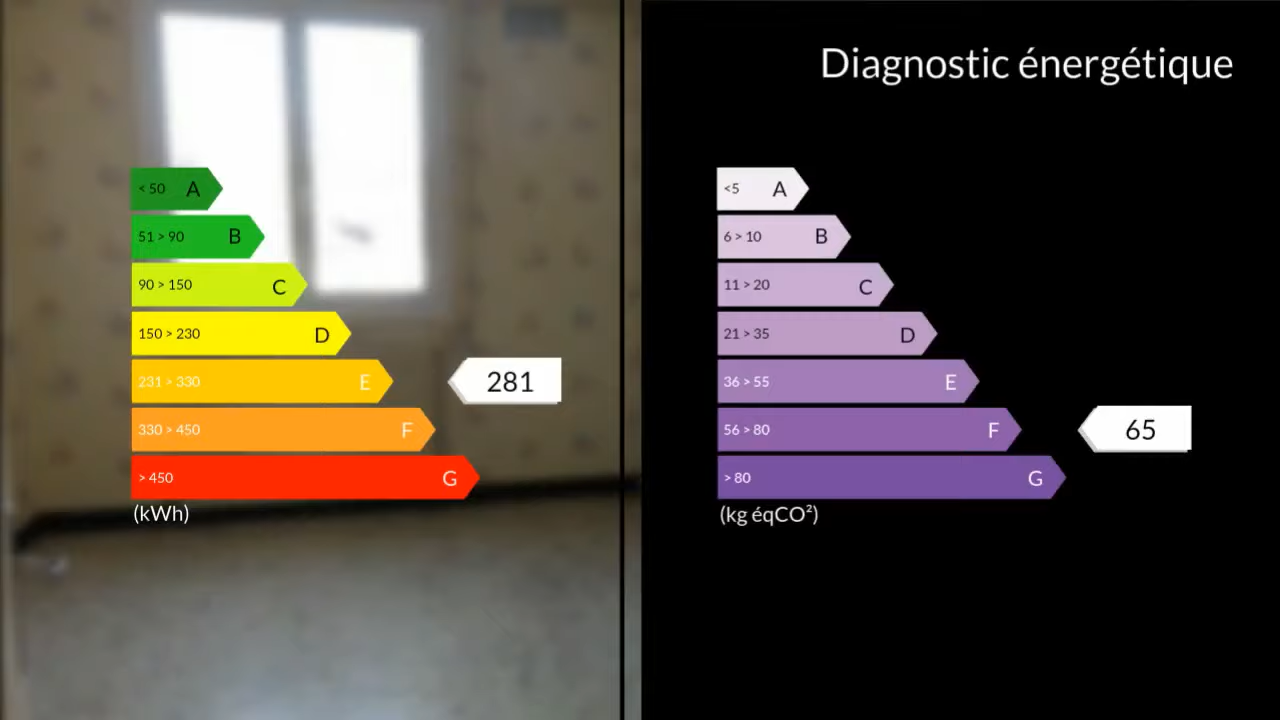 Diagnostic énergétique
< 50 A
51 > 90 B
90 > 150 C
150 > 230 D
231 > 330 E
281
330 > 450 F
> 450 G
(kWh)
<5 A
6 > 10 B
11 > 20 C
21 > 35 D
36 > 55 E
56 > 80 F
65
> 80 G
(kg éqCO²)